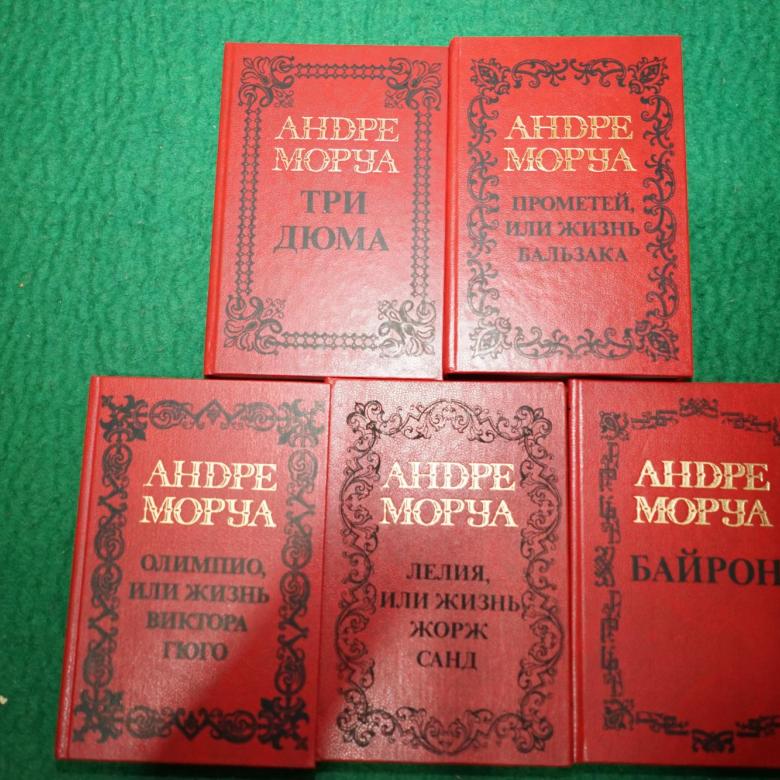 АНДРЕ
МОРУА
ТРИ
ДЮМА
АНДРЕ
МОРУА
ПРОМЕТЕЙ,
ИЛИ ЖИЗНЬ
БАЛЬЗАКА
АНДРЕ
МОРУА
ОЛИМПИО,
ИЛИ ЖИЗНЬ
ВИКТОРА
ГЮГО
АНДРЕ
МОРУА
ЛЕЛИЯ,
ИЛИ ЖИЗНЬ
ЖОРЖ
САНД
АНДРЕ
МОРУА
БАЙРОН